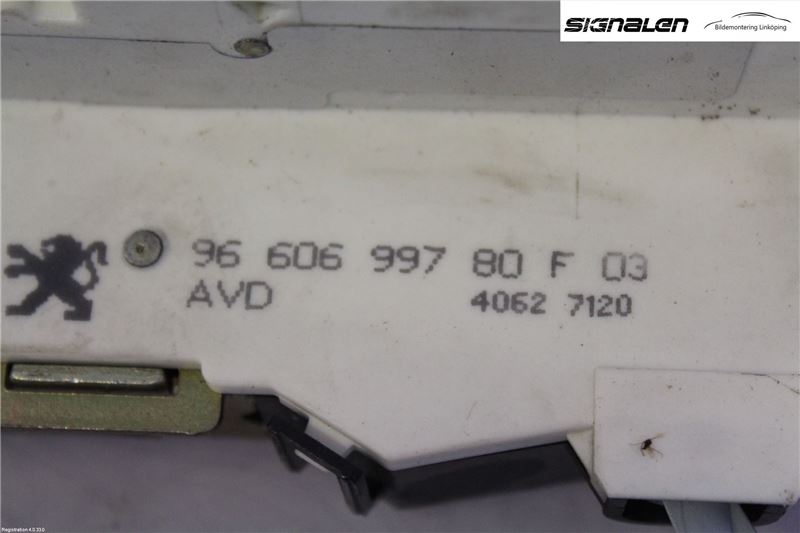 SIGNALEN
Bildemontering Linköping
96 606 997 80 F 03
AVD
4062 7120
Registration 4.0.33.0